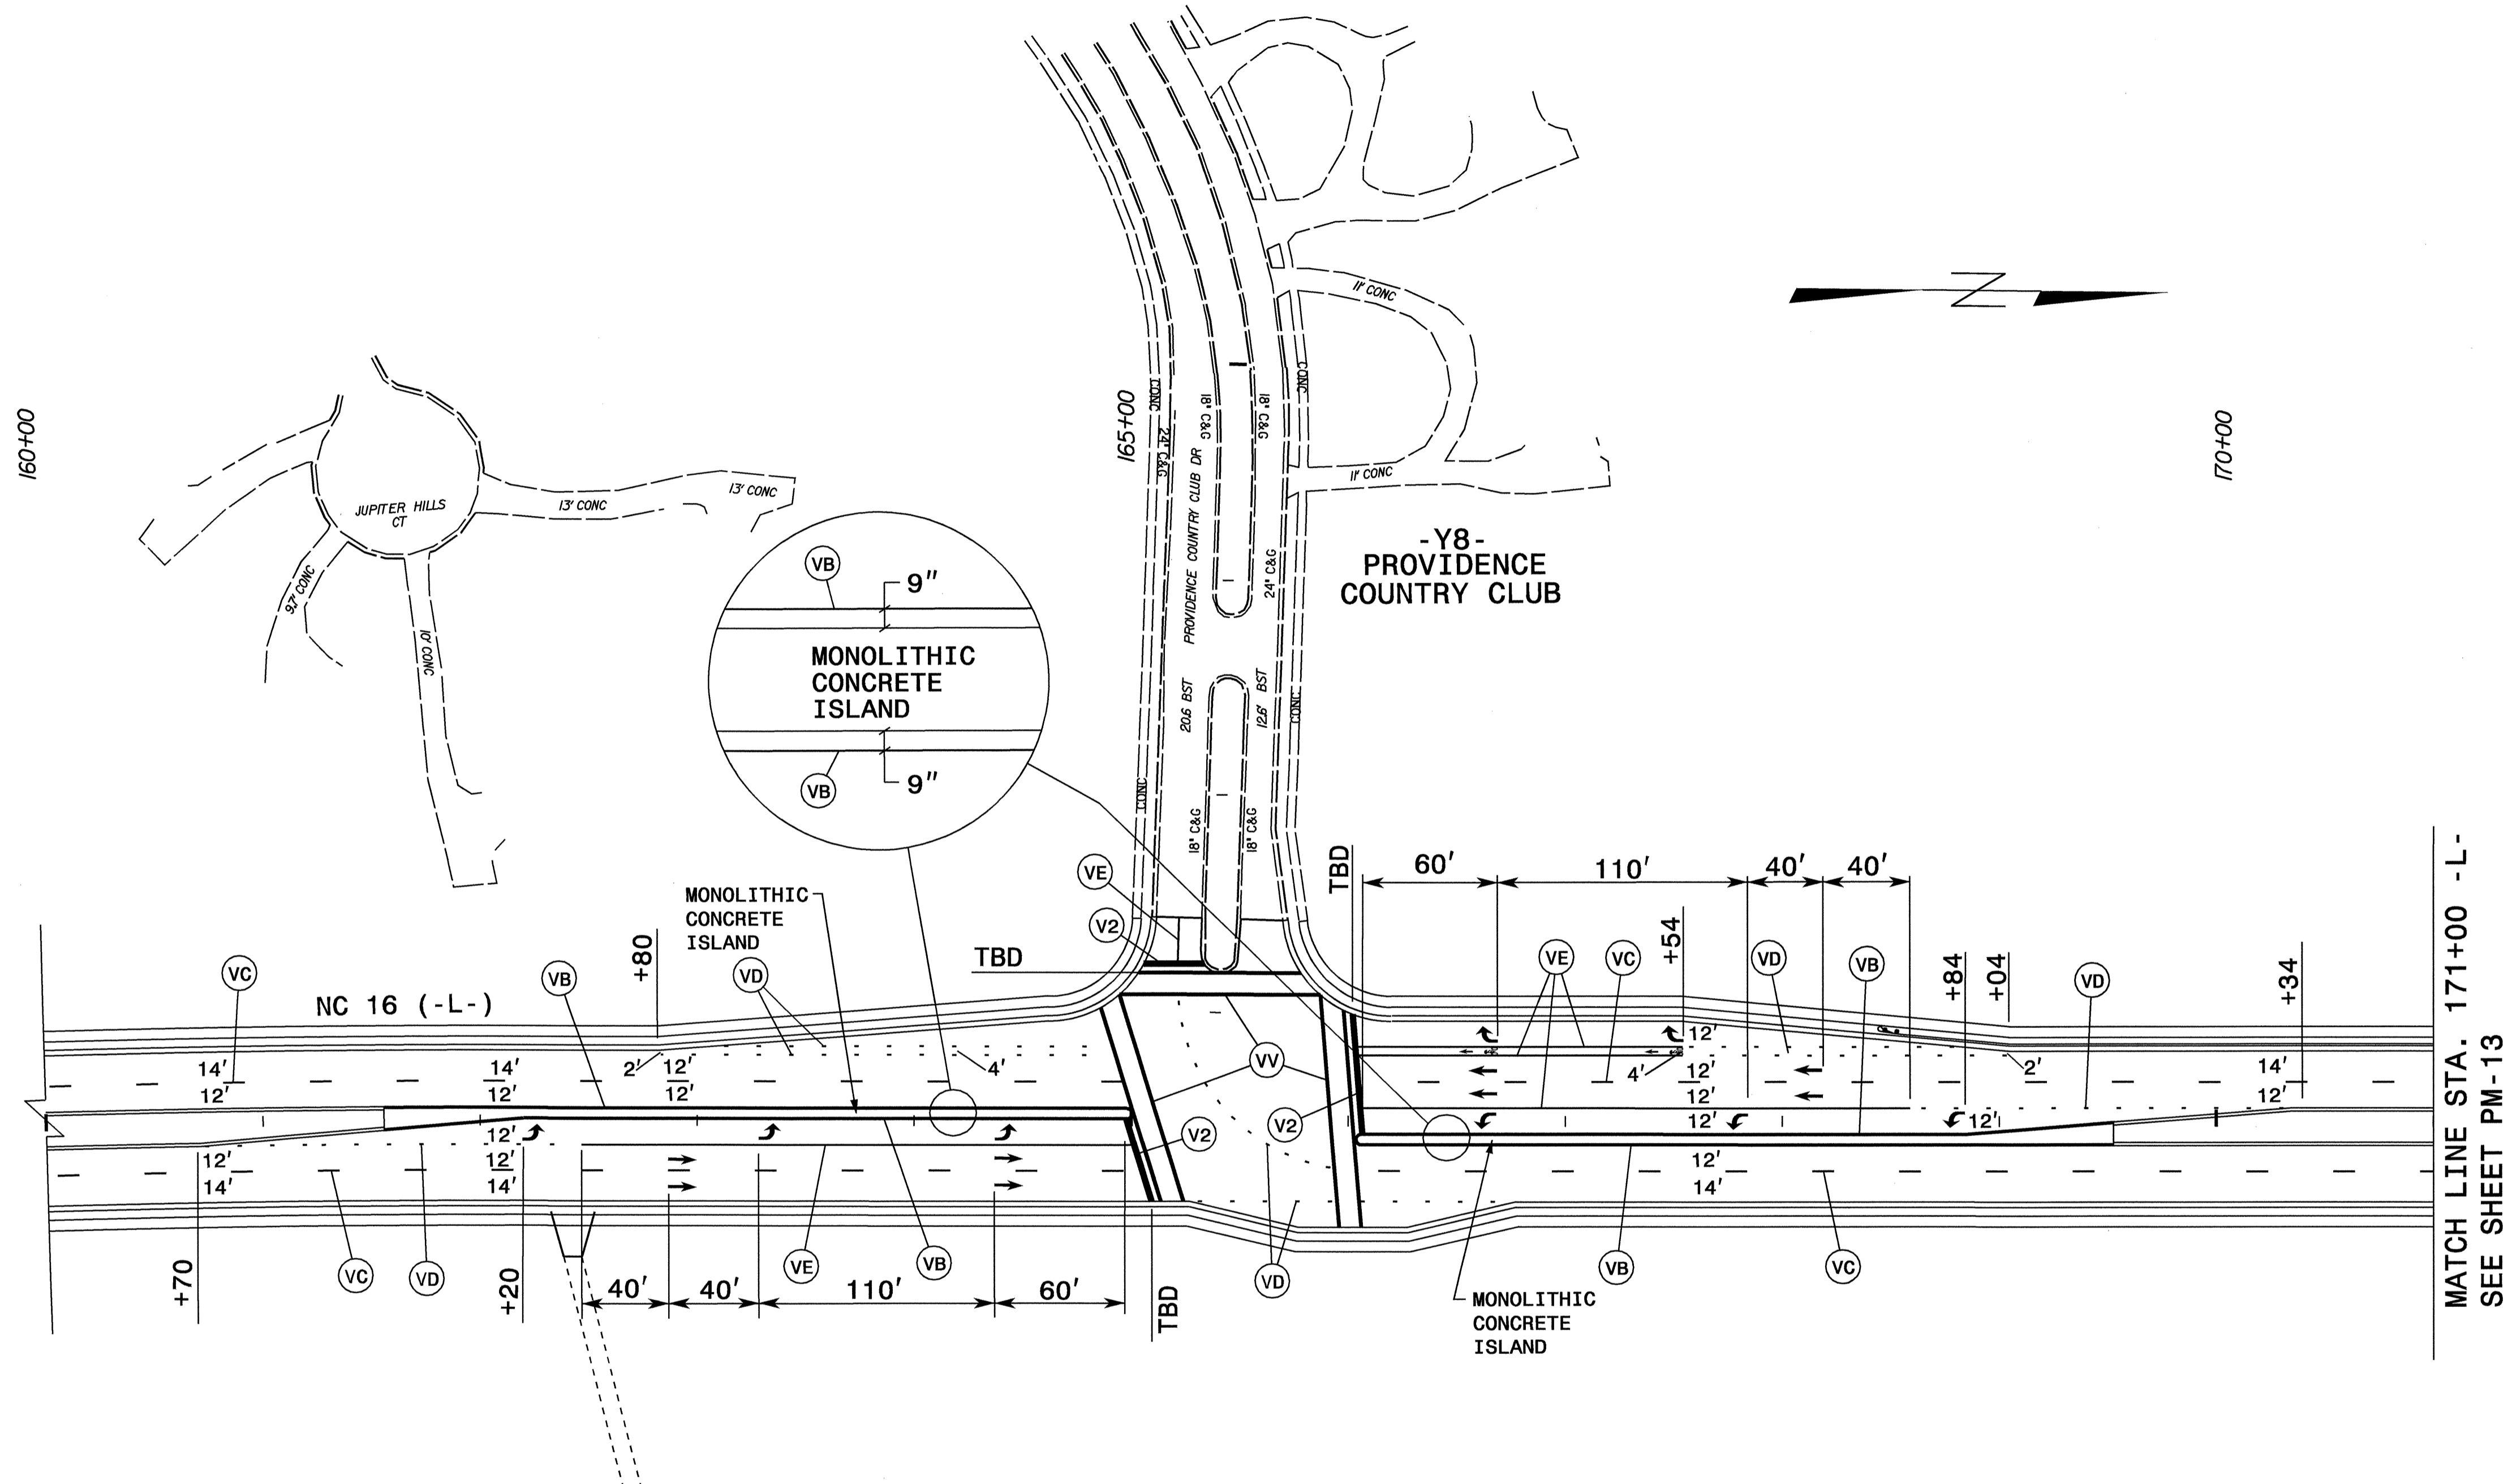 160+00
165+00
170+00
JUPITER HILLS
CT
13' CONC
13' CONC
9.7' CONC
10' CONC
11' CONC
11' CONC
CONC
CONC
CONC
CONC
24" C&G
18" C&G
18" C&G
24" C&G
18" C&G
18" C&G
PROVIDENCE COUNTRY CLUB DR
20.6 BST
12.6' BST
Z
-Y8-
PROVIDENCE
COUNTRY CLUB
VB
9"
MONOLITHIC
CONCRETE
ISLAND
9"
VB
MONOLITHIC
CONCRETE
ISLAND
VE
V2
TBD
TBD
60'
110'
40'
40'
NC 16 (-L-)
VC
VB
+80
VD
VE
VC
+54
VD
VB
+84
+04
VD
+34
14'
12'
14'
12'
2'
12'
12'
4'
12'
4'
12'
12'
12'
12'
2'
14'
12'
VV
V2
V2
12'
14'
12'
12'
14'
12'
14'
+70
VC
VD
+20
40'
40'
110'
60'
VE
VB
TBD
VD
VB
VC
MONOLITHIC
CONCRETE
ISLAND
MATCH LINE STA. 171+00 -L-
SEE SHEET PM-13